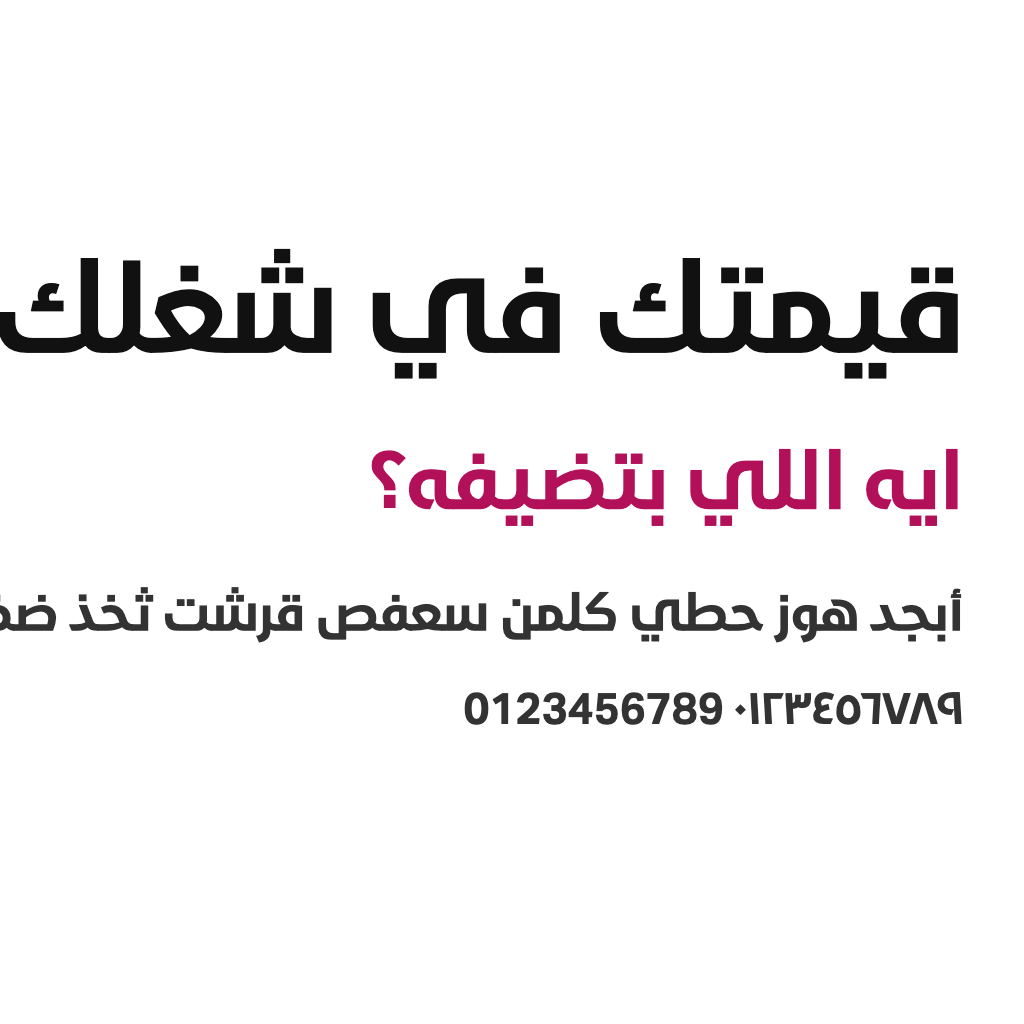 قيمتك في شغلك
ايه اللي بتضيفه؟
أبجد هوز حطي كلمن سعفص قرشت ثخذ
٠١٢٣٤٥٦٧٨٩ 0123456789